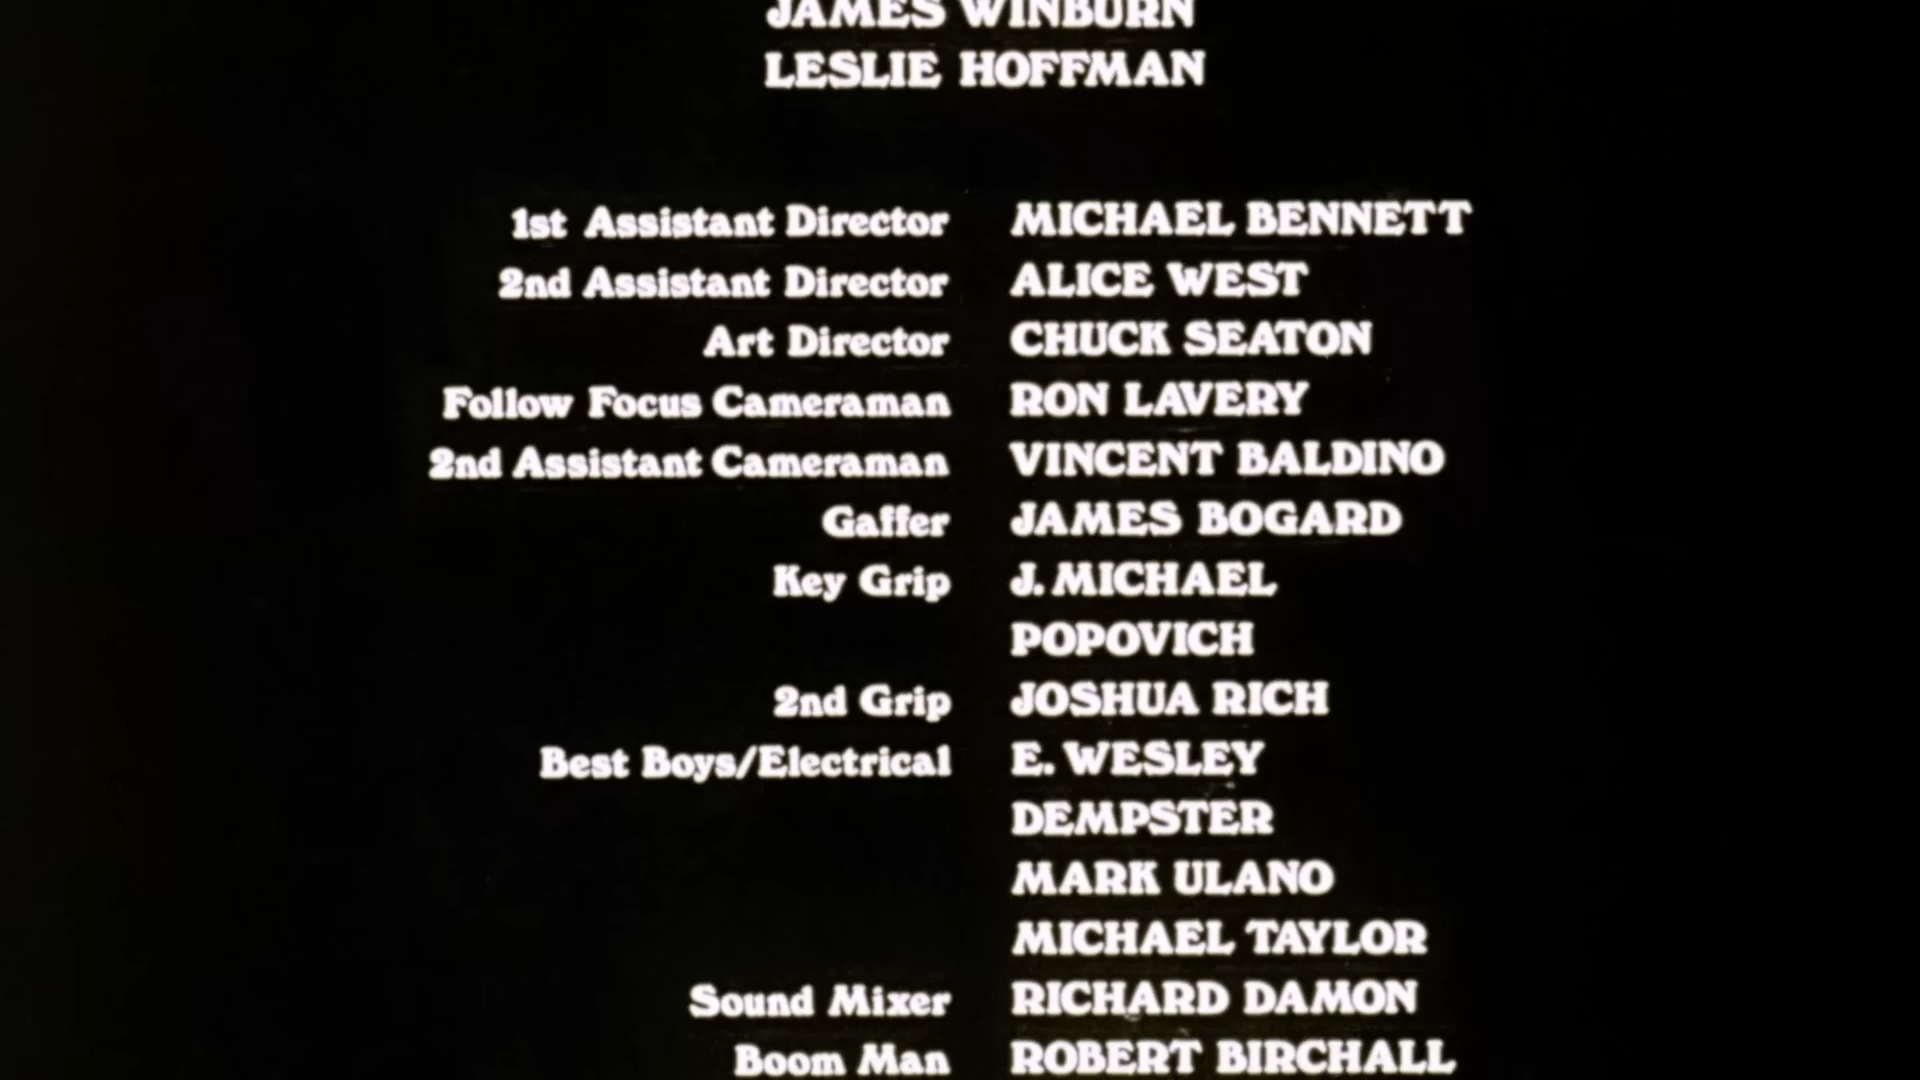 JAMES WINBURN
LESLIE HOFFMAN
1st Assistant Director MICHAEL BENNETT
2nd Assistant Director ALICE WEST
Art Director CHUCK SEATON
Follow Focus Cameraman RON LAVERY
2nd Assistant Cameraman VINCENT BALDINO
Gaffer JAMES BOGARD
Key Grip J. MICHAEL
POPOVICH
2nd Grip JOSHUA RICH
Best Boys/Electrical E. WESLEY
DEMPSTER
MARK ULANO
MICHAEL TAYLOR
Sound Mixer RICHARD DAMON
Boom Man ROBERT BIRCHALL